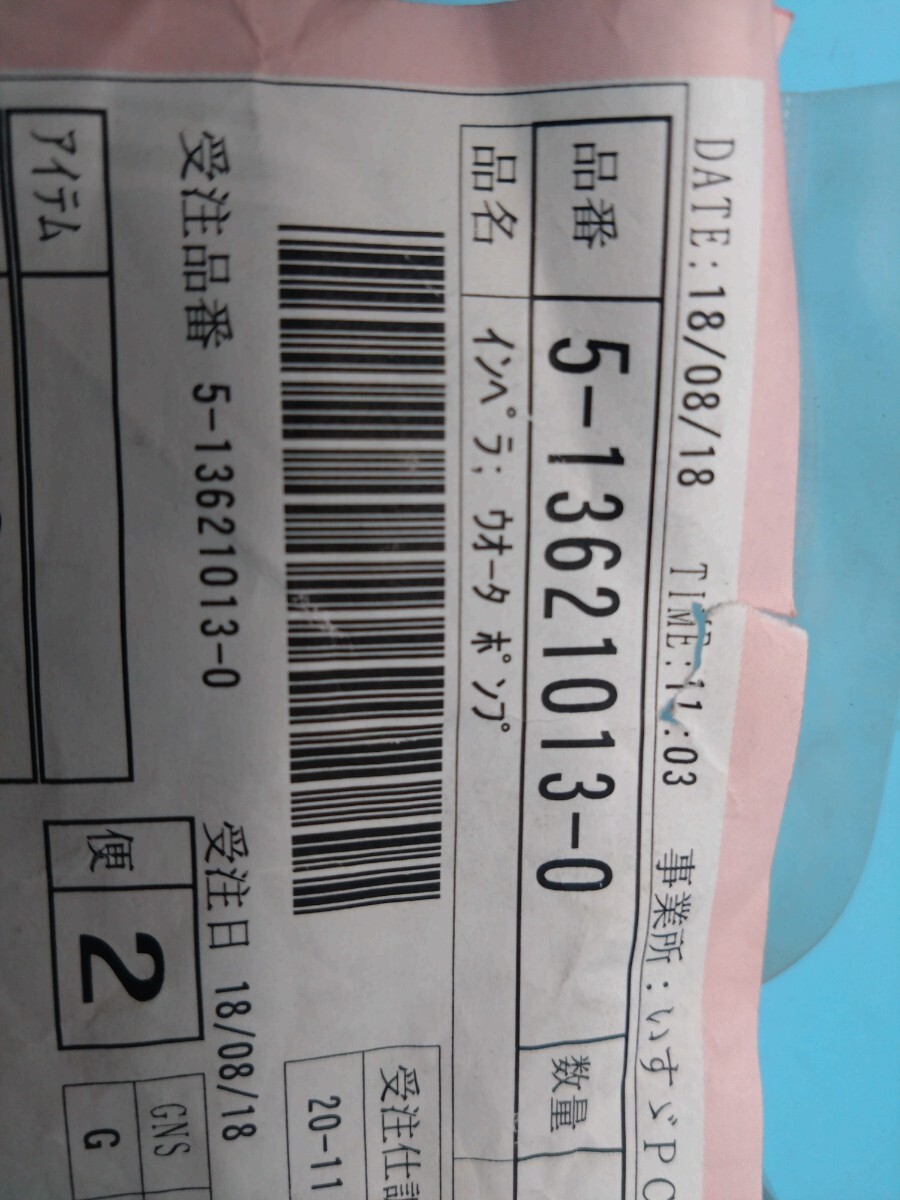 DATE:18/08/18 TIME:11:03 事業所:いすゞPC
品番 5-13621013-0 数量
品名 インペラ; ウオータ ポンプ
受注仕訳
20-11
受注品番 5-13621013-0 受注日 18/08/18
GNS
G
便 2
アイテム